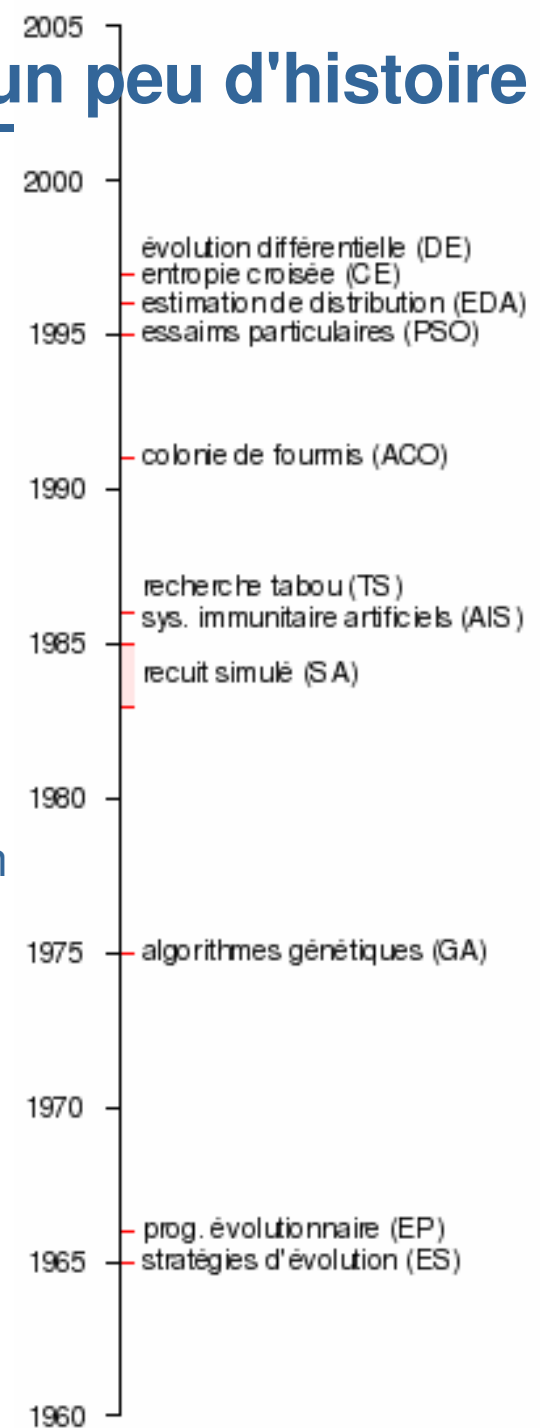 2005
un peu d'histoire
2000
évolution différentielle (DE)
entropie croisée (CE)
estimation de distribution (EDA)
1995 essaims particulaires (PSO)
colonie de fourmis (ACO)
1990
recherche tabou (TS)
sys. immunitaire artificiels (AIS)
1985
recuit simulé (SA)
1980
1975 algorithmes génétiques (GA)
1970
prog. évolutionnaire (EP)
1965 stratégies d'évolution (ES)
1960